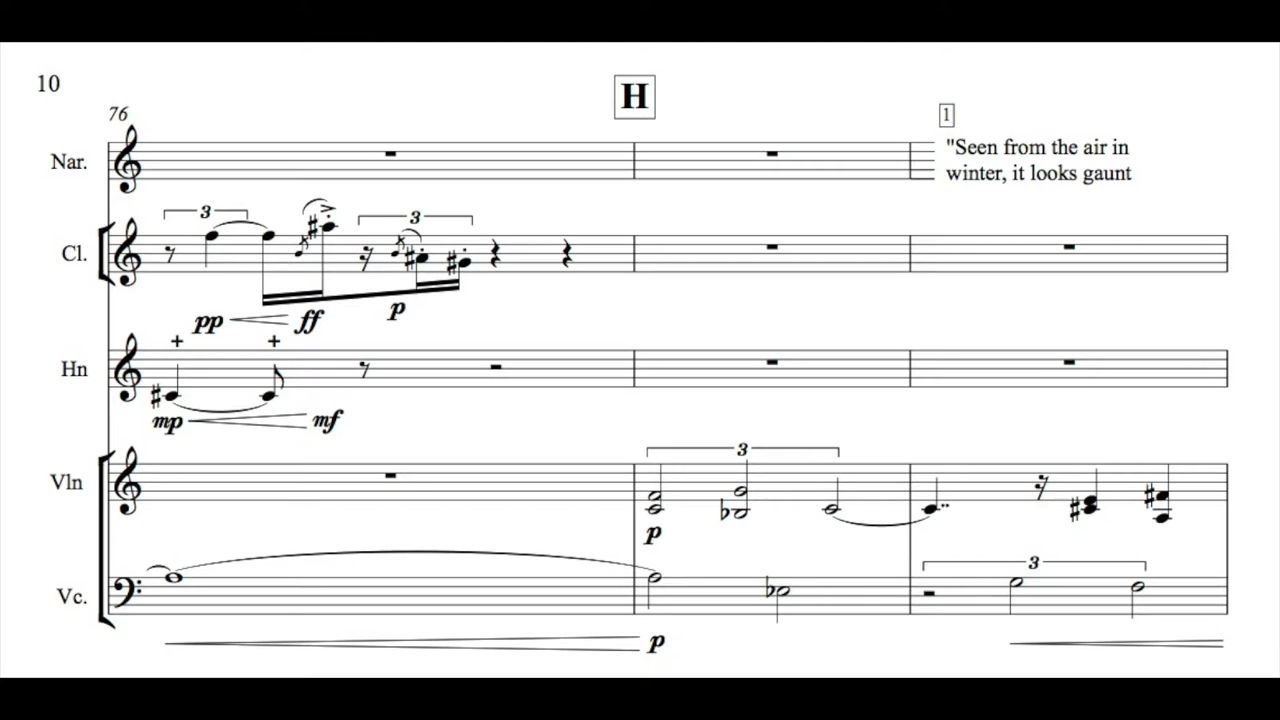 10
H
76
1
Nar.
"Seen from the air in
winter, it looks gaunt
3
3
Cl.
pp
ff
p
+
+
Hn
mp
mf
3
Vln
p
3
Vc.
p